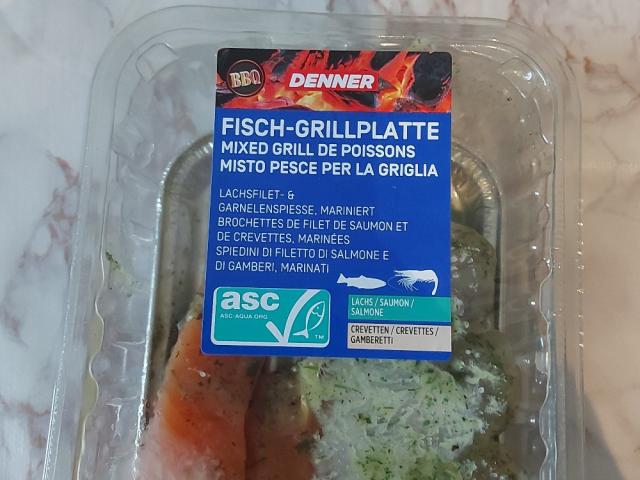 BBQ
DENNER
FISCH-GRILLPLATTE
MIXED GRILL DE POISSONS
MISTO PESCE PER LA GRIGLIA
LACHSFILET- &
GARNELENSPIESSE, MARINIERT
BROCHETTES DE FILET DE SAUMON ET
DE CREVETTES, MARINÉES
SPIEDINI DI FILETTO DI SALMONE E
DI GAMBERI, MARINATI
asc
ASC-AQUA.ORG
TM
LACHS / SAUMON /
SALMONE
CREVETTEN / CREVETTES /
GAMBERETTI